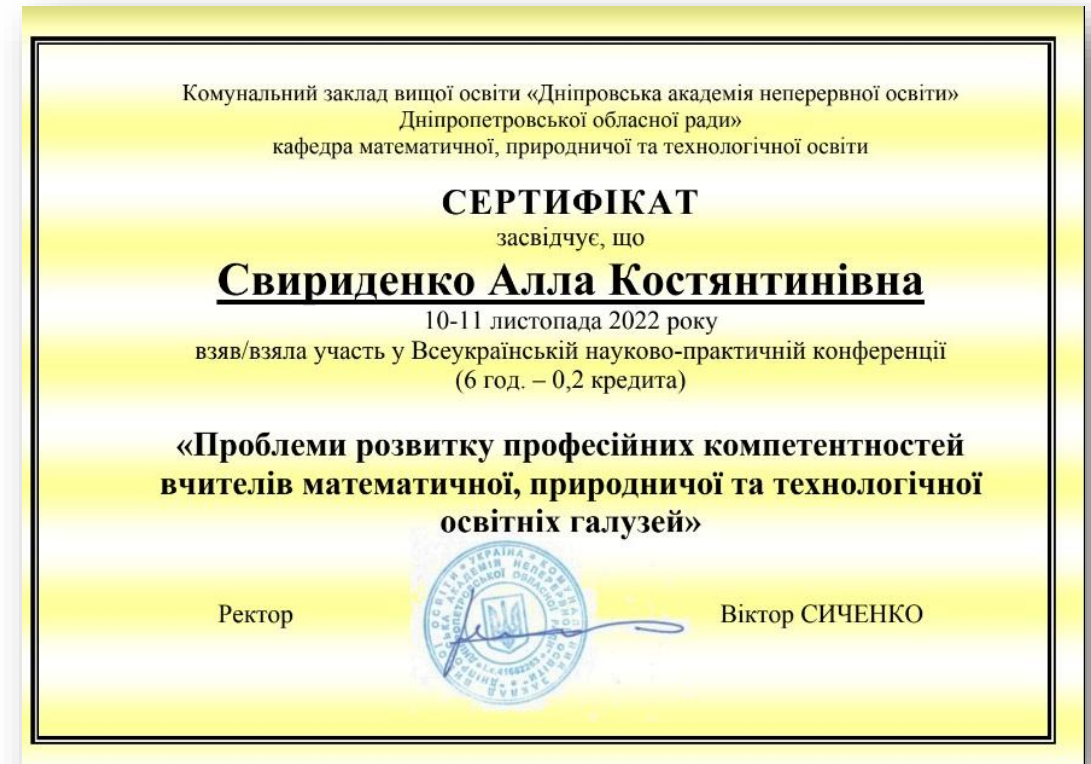 Комунальний заклад вищої освіти «Дніпровська академія неперервної освіти»
Дніпропетровської обласної ради»
кафедра математичної, природничої та технологічної освіти
СЕРТИФІКАТ
засвідчує, що
Свириденко Алла Костянтинівна
10-11 листопада 2022 року
взяв/взяла участь у Всеукраїнській науково-практичній конференції
(6 год. – 0,2 кредита)
«Проблеми розвитку професійних компетентностей
вчителів математичної, природничої та технологічної
освітніх галузей»
Ректор
Віктор СИЧЕНКО
УКРАЇНА